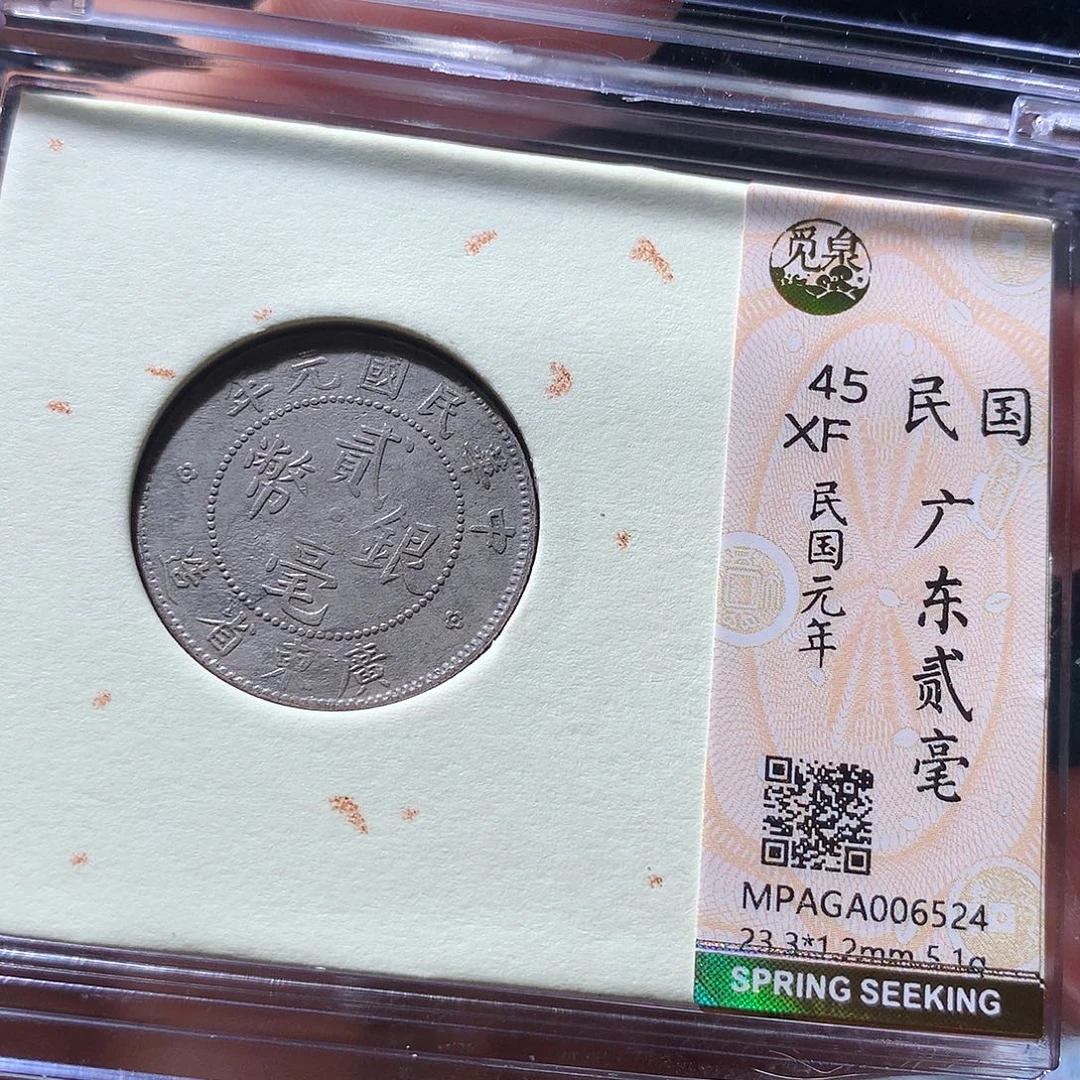 中華民國元年
貳毫
銀幣
廣東省造
觅泉
45
XF
民国
广东贰毫
民国元年
MPAGA006524
23.3*1.2mm 5.1g
SPRING SEEKING